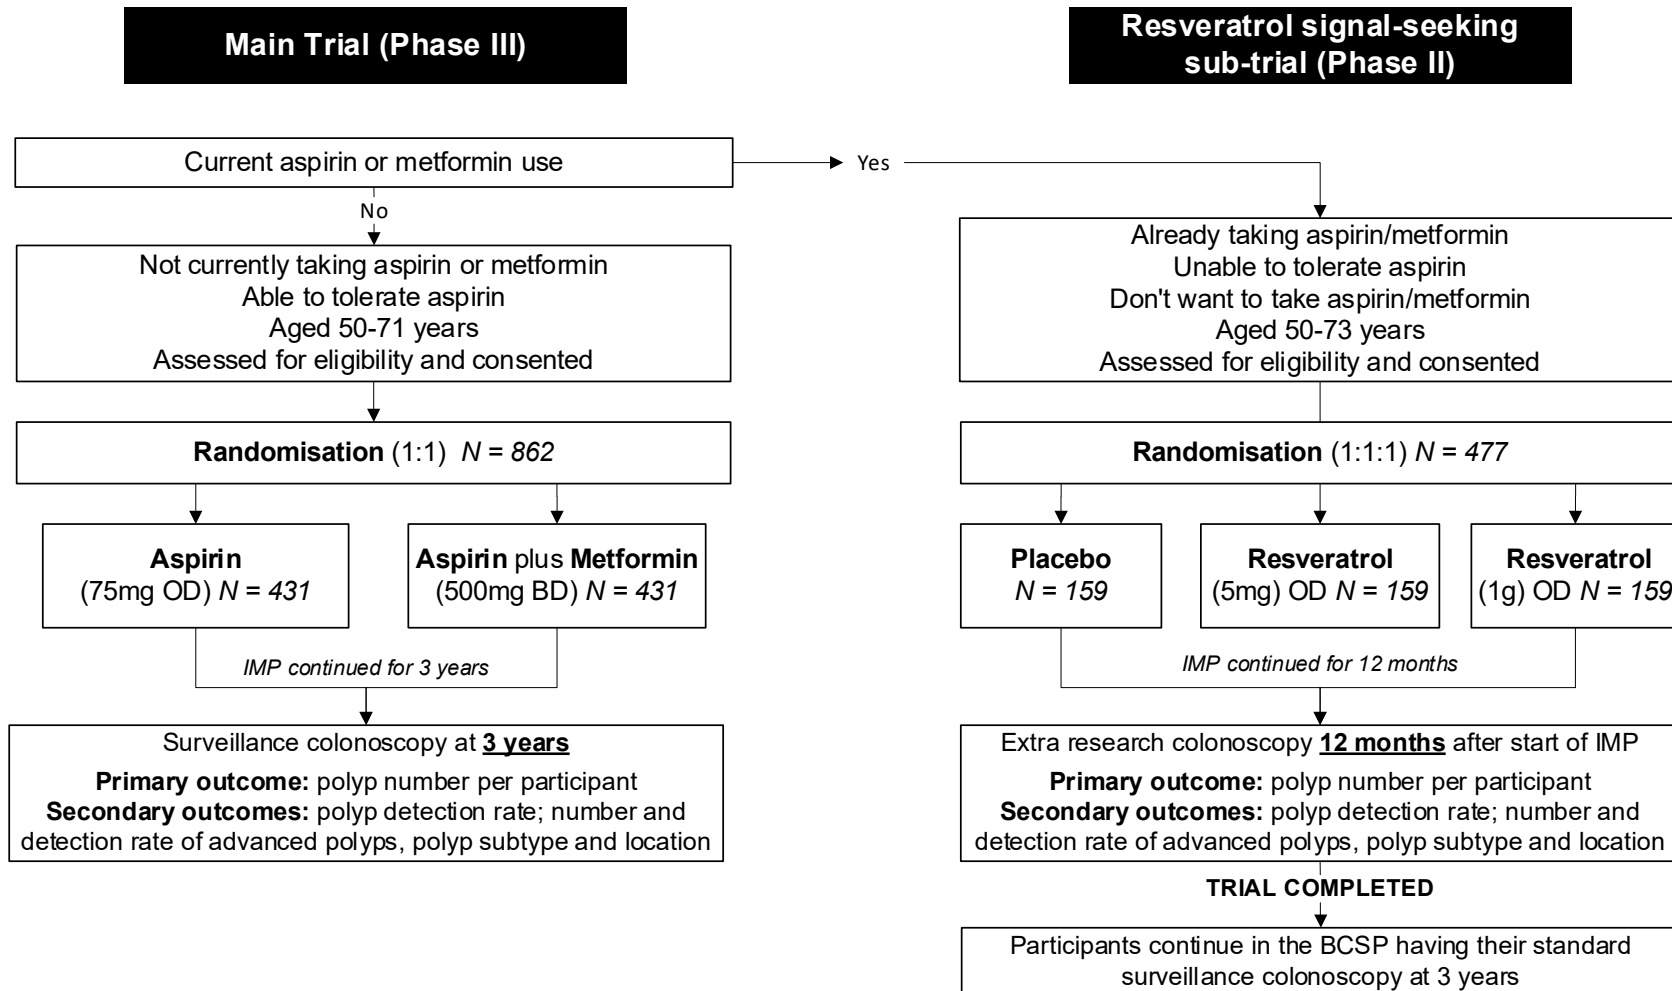 Main Trial (Phase III)
Resveratrol signal-seeking
sub-trial (Phase II)
Current aspirin or metformin use
Yes
No
Not currently taking aspirin or metformin
Able to tolerate aspirin
Aged 50-71 years
Assessed for eligibility and consented
Already taking aspirin/metformin
Unable to tolerate aspirin
Don't want to take aspirin/metformin
Aged 50-73 years
Assessed for eligibility and consented
Randomisation (1:1) N = 862
Randomisation (1:1:1) N = 477
Aspirin
(75mg OD) N = 431
Aspirin plus Metformin
(500mg BD) N = 431
Placebo
N = 159
Resveratrol
(5mg) OD N = 159
Resveratrol
(1g) OD N = 159
IMP continued for 3 years
IMP continued for 12 months
Surveillance colonoscopy at 3 years
Primary outcome: polyp number per participant
Secondary outcomes: polyp detection rate; number and
detection rate of advanced polyps, polyp subtype and location
Extra research colonoscopy 12 months after start of IMP
Primary outcome: polyp number per participant
Secondary outcomes: polyp detection rate; number and
detection rate of advanced polyps, polyp subtype and location
TRIAL COMPLETED
Participants continue in the BCSP having their standard
surveillance colonoscopy at 3 years